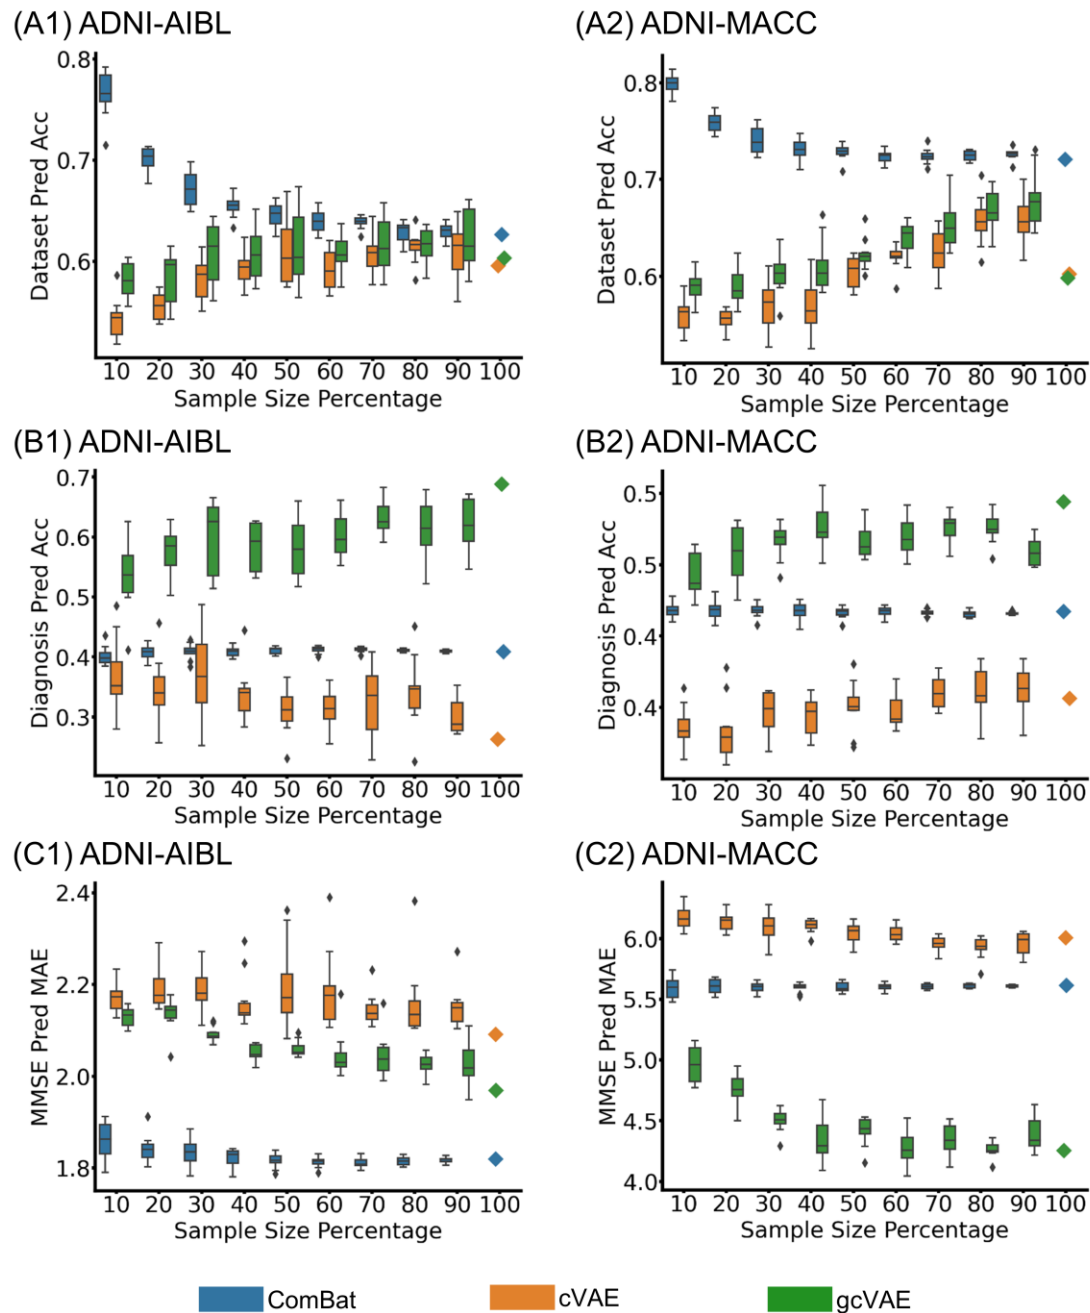 (A1) ADNI-AIBL
(A2) ADNI-MACC
Dataset Pred Acc
0.8
0.7
0.6
10 20 30 40 50 60 70 80 90 100
Sample Size Percentage
Dataset Pred Acc
0.8
0.7
0.6
10 20 30 40 50 60 70 80 90 100
Sample Size Percentage
(B1) ADNI-AIBL
(B2) ADNI-MACC
Diagnosis Pred Acc
0.7
0.6
0.5
0.4
0.3
10 20 30 40 50 60 70 80 90 100
Sample Size Percentage
Diagnosis Pred Acc
0.5
0.5
0.4
0.4
10 20 30 40 50 60 70 80 90 100
Sample Size Percentage
(C1) ADNI-AIBL
(C2) ADNI-MACC
MMSE Pred MAE
2.4
2.2
2.0
1.8
10 20 30 40 50 60 70 80 90 100
Sample Size Percentage
MMSE Pred MAE
6.0
5.5
5.0
4.5
4.0
10 20 30 40 50 60 70 80 90 100
Sample Size Percentage
ComBat cVAE gcVAE